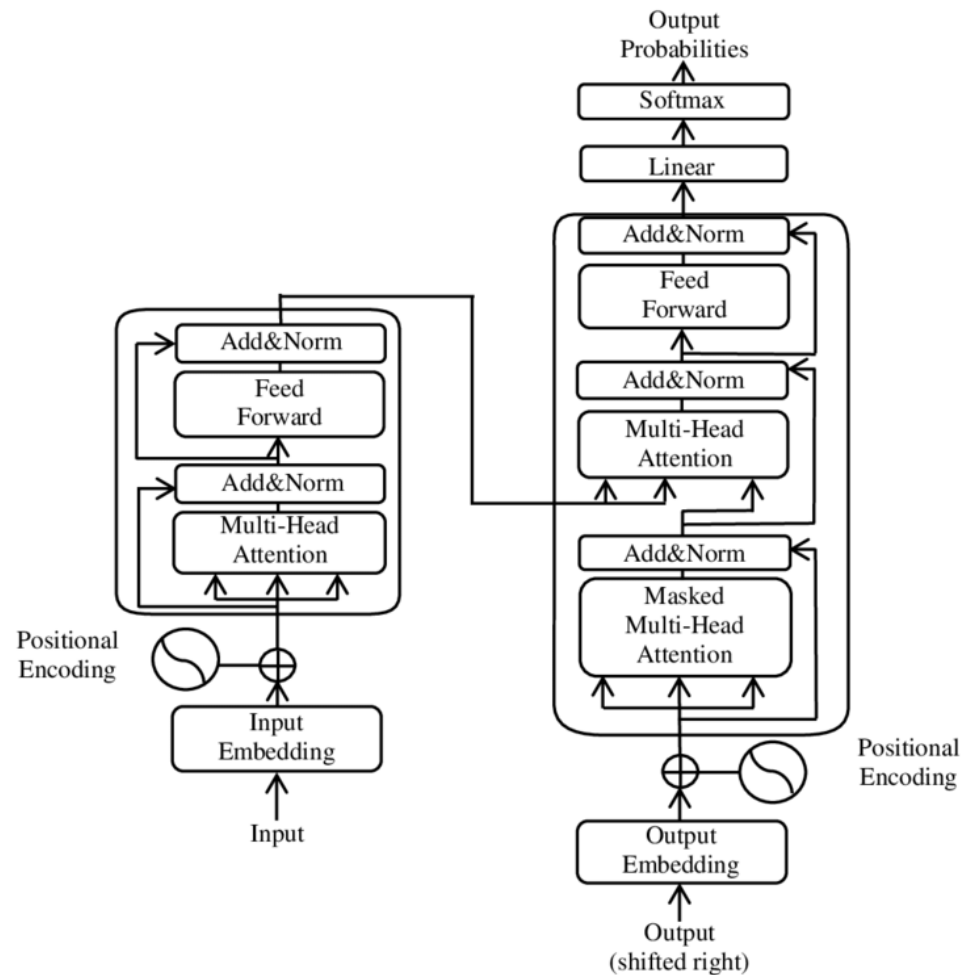 Output
Probabilities
Softmax
Linear
Add&Norm
Feed
Forward
Add&Norm
Multi-Head
Attention
Add&Norm
Masked
Multi-Head
Attention
Positional
Encoding
Output
Embedding
Output
(shifted right)
Add&Norm
Feed
Forward
Add&Norm
Multi-Head
Attention
Positional
Encoding
Input
Embedding
Input